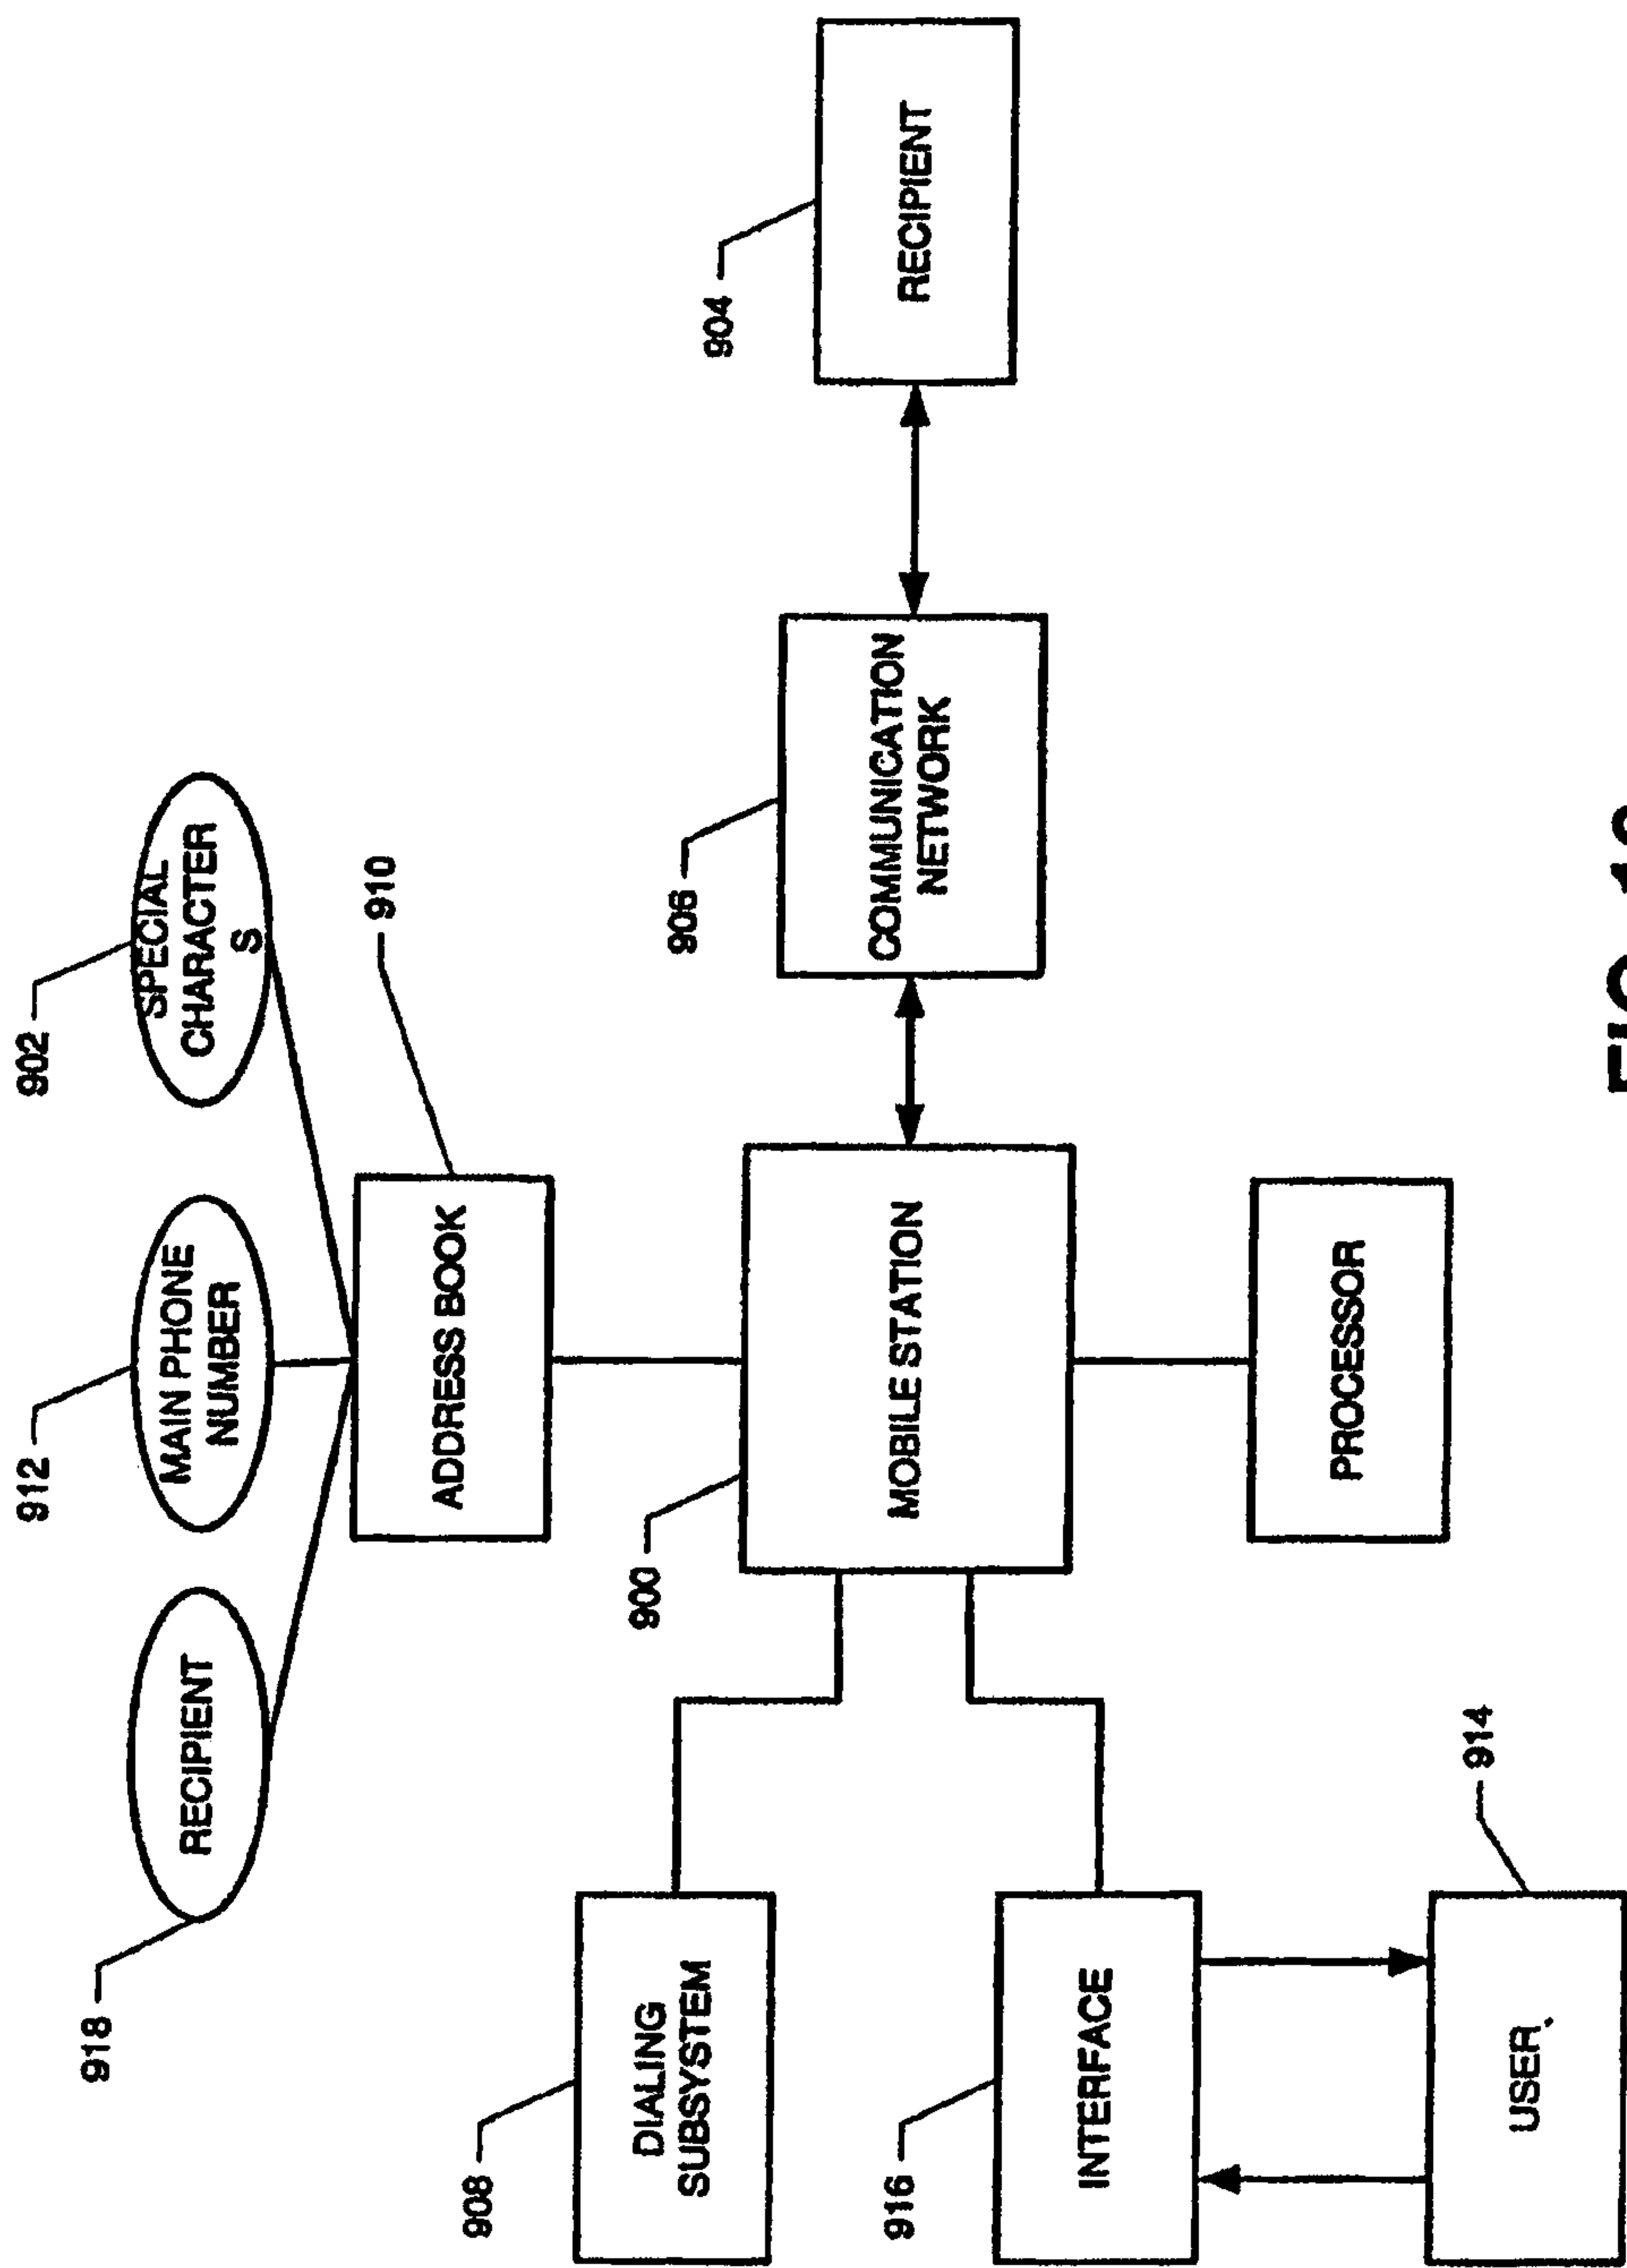 918
912
902
RECIPIENT
MAIN PHONE
NUMBER
SPECIAL
CHARACTER
S
910
ADDRESS BOOK
908
900
906
904
DIALING
SUBSYSTEM
MOBILE STATION
COMMUNICATION
NETWORK
RECIPIENT
916
INTERFACE
PROCESSOR
914
USER
FIG.